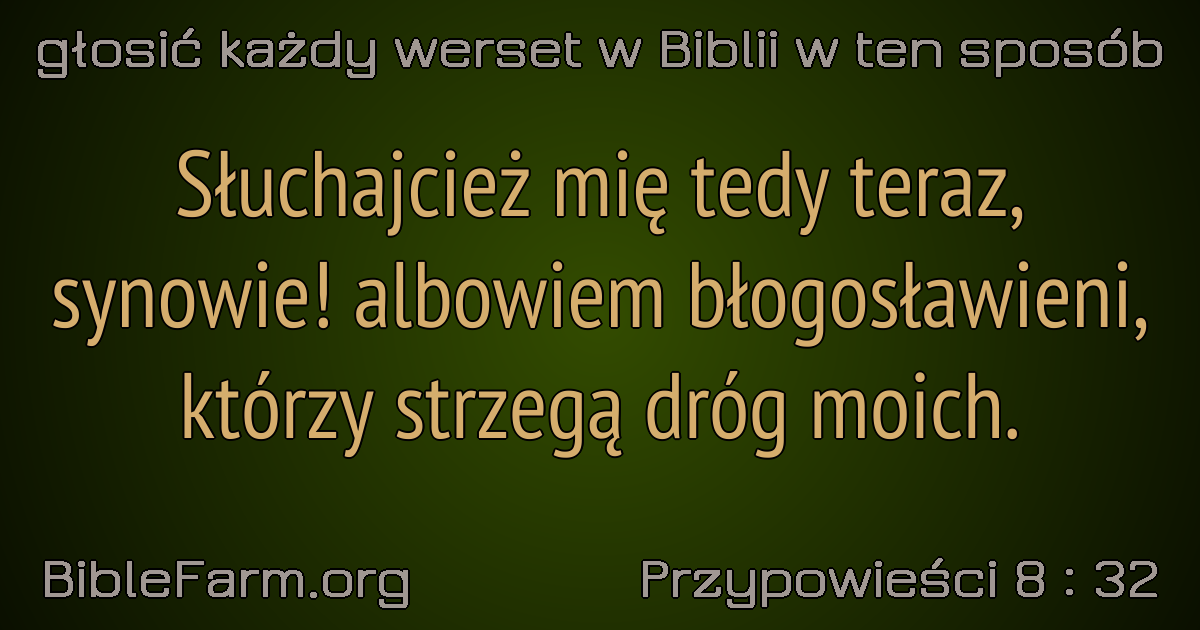 głosić każdy werset w Biblii w ten sposób
Słuchajcież mię tedy teraz,
synowie! albowiem błogosławieni,
którzy strzegą dróg moich.
BibleFarm.org
Przypowieści 8 : 32